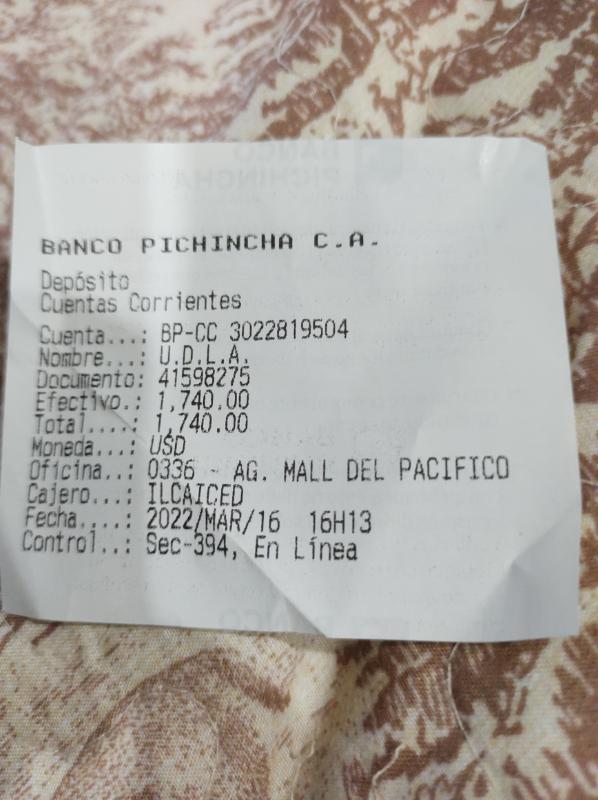 BANCO PICHINCHA C.A.
Depósito
Cuentas Corrientes
Cuenta...: BP-CC 3022819504
Nombre...: U.D.L.A.
Documento: 41598275
Efectivo.: 1,740.00
Total....: 1,740.00
Moneda...: USD
Oficina..: 0336 - AG. MALL DEL PACIFICO
Cajero...: ILCAICED
Fecha....: 2022/MAR/16 16H13
Control..: Sec-394, En Línea